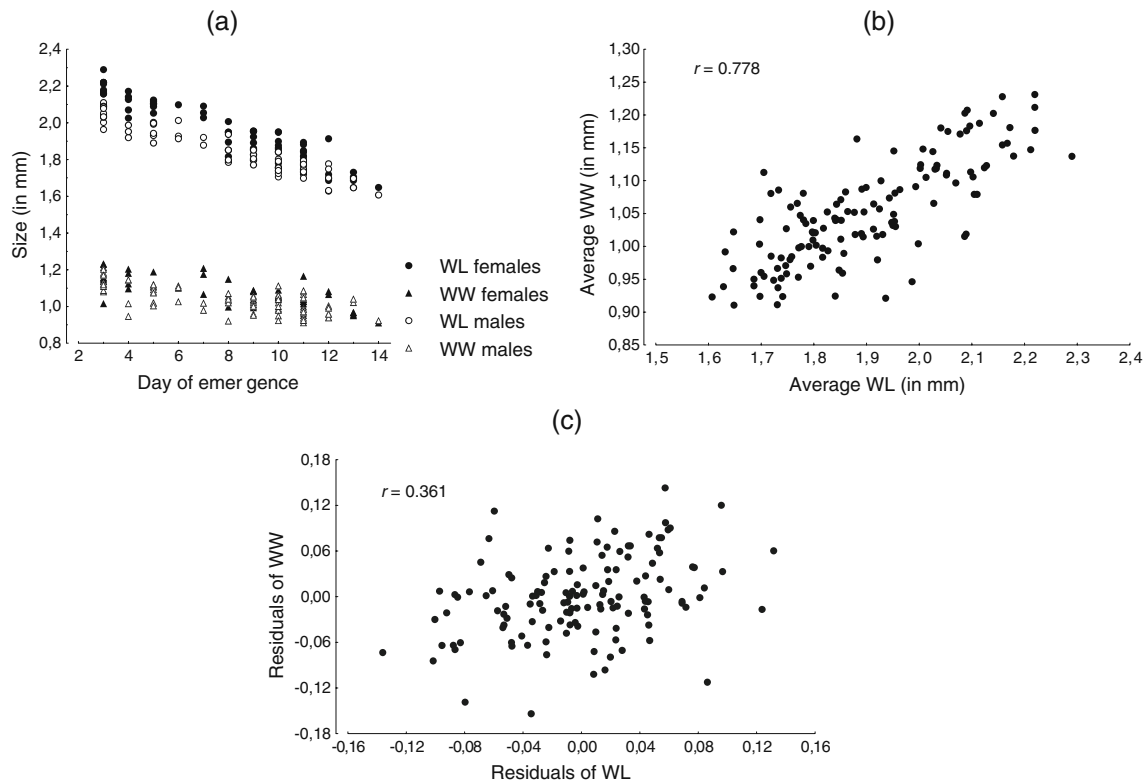 (a)
2,4
2,2
2,0
1,8
1,6
1,4
1,2
1,0
0,8
Size (in mm)
2 4 6 8 10 12 14
Day of emer gence
WL females
WW females
WL males
WW males
(b)
1,30
1,25
1,20
1,15
1,10
1,05
1,00
0,95
0,90
0,85
Average WW (in mm)
r = 0.778
1,5 1,6 1,7 1,8 1,9 2,0 2,1 2,2 2,3 2,4
Average WL (in mm)
(c)
0,18
0,12
0,06
0,00
-0,06
-0,12
-0,18
Residuals of WW
r = 0.361
-0,16 -0,12 -0,08 -0,04 0,00 0,04 0,08 0,12 0,16
Residuals of WL